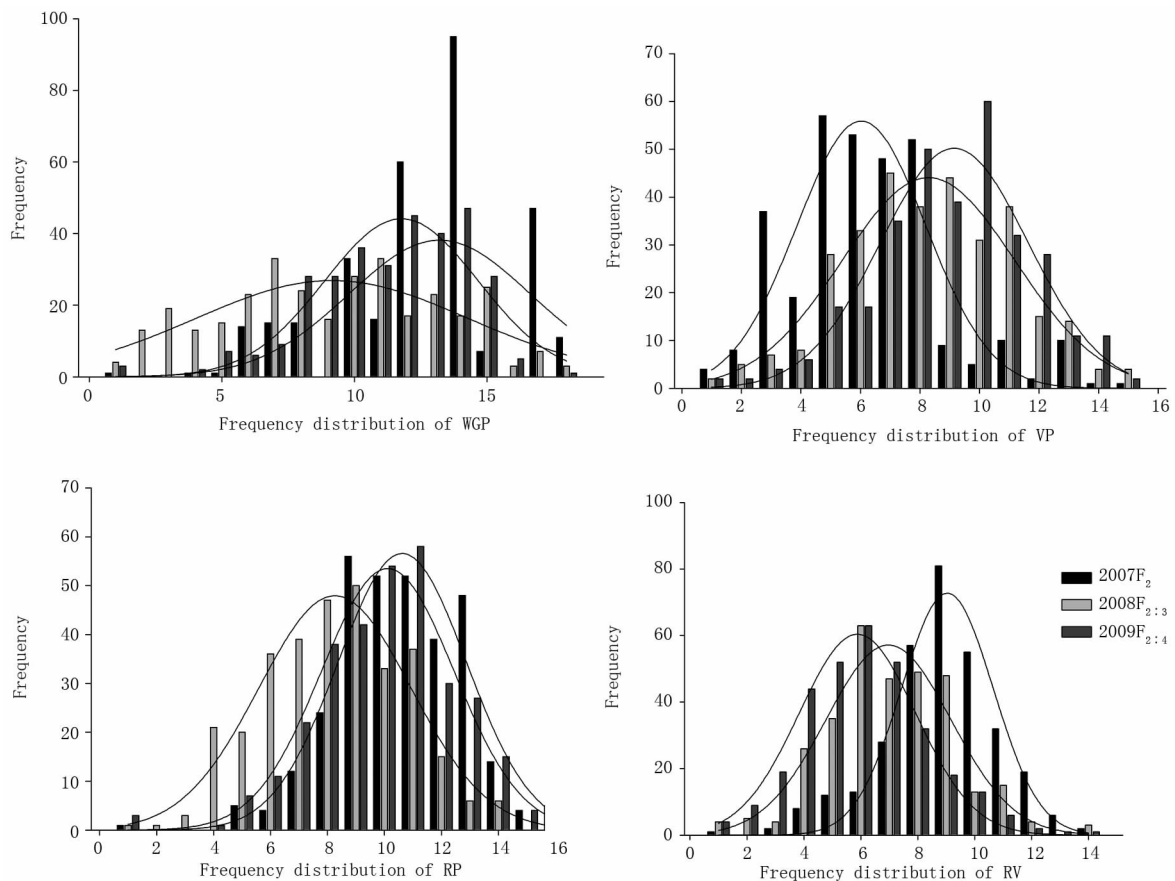 100
80
60
40
20
0
Frequency
0 5 10 15
Frequency distribution of WGP
70
60
50
40
30
20
10
0
Frequency
0 2 4 6 8 10 12 14 16
Frequency distribution of VP
70
60
50
40
30
20
10
0
Frequency
0 2 4 6 8 10 12 14 16
Frequency distribution of RP
100
80
60
40
20
0
Frequency
0 2 4 6 8 10 12 14
Frequency distribution of RV
2007F₂
2008F₂:₃
2009F₂:₄